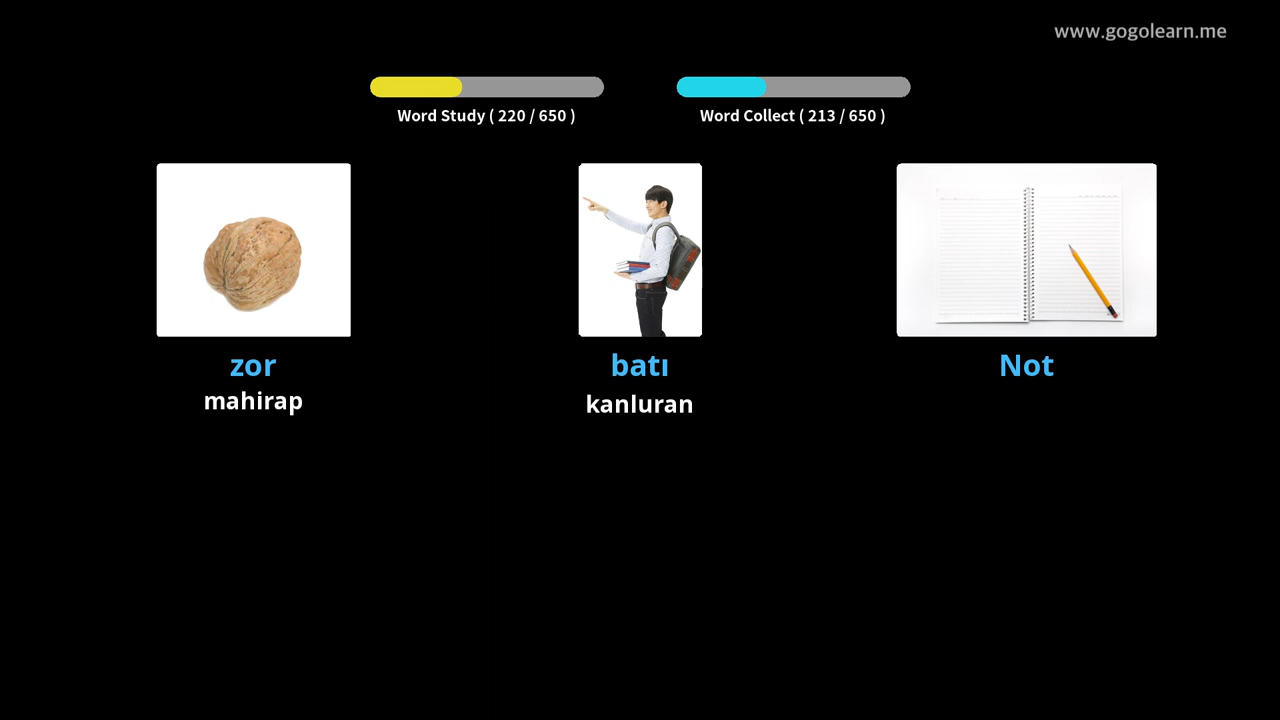 www.gogolearn.me
Word Study ( 220 / 650 )
Word Collect ( 213 / 650 )
zor
mahirap
batı
kanluran
Not